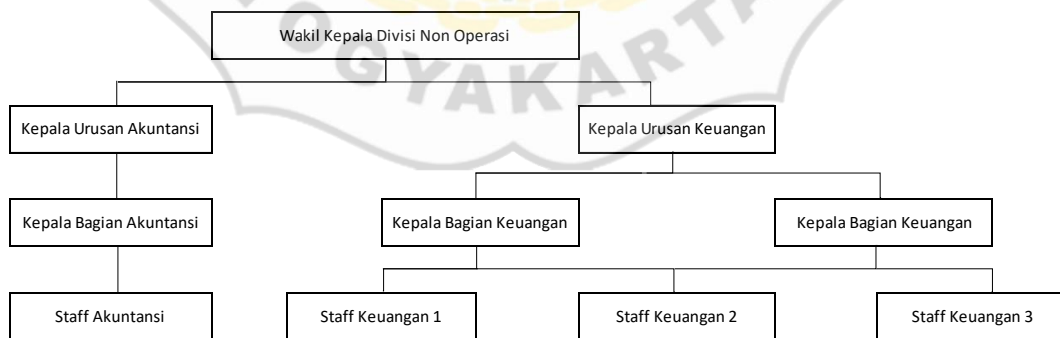 YOGYAKARTA
Wakil Kepala Divisi Non Operasi
Kepala Urusan Akuntansi
Kepala Urusan Keuangan
Kepala Bagian Akuntansi
Kepala Bagian Keuangan
Kepala Bagian Keuangan
Staff Akuntansi
Staff Keuangan 1
Staff Keuangan 2
Staff Keuangan 3